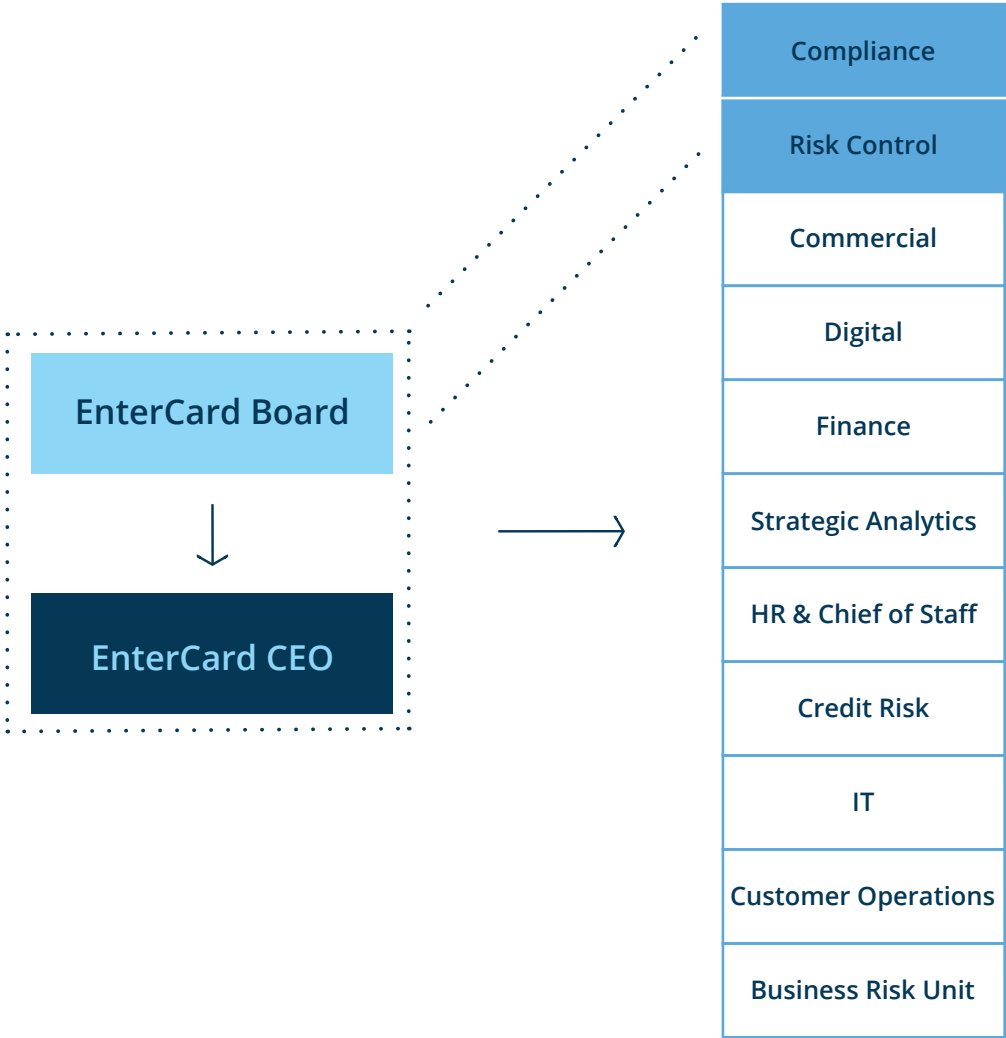 EnterCard Board
EnterCard CEO
Compliance
Risk Control
Commercial
Digital
Finance
Strategic Analytics
HR & Chief of Staff
Credit Risk
IT
Customer Operations
Business Risk Unit